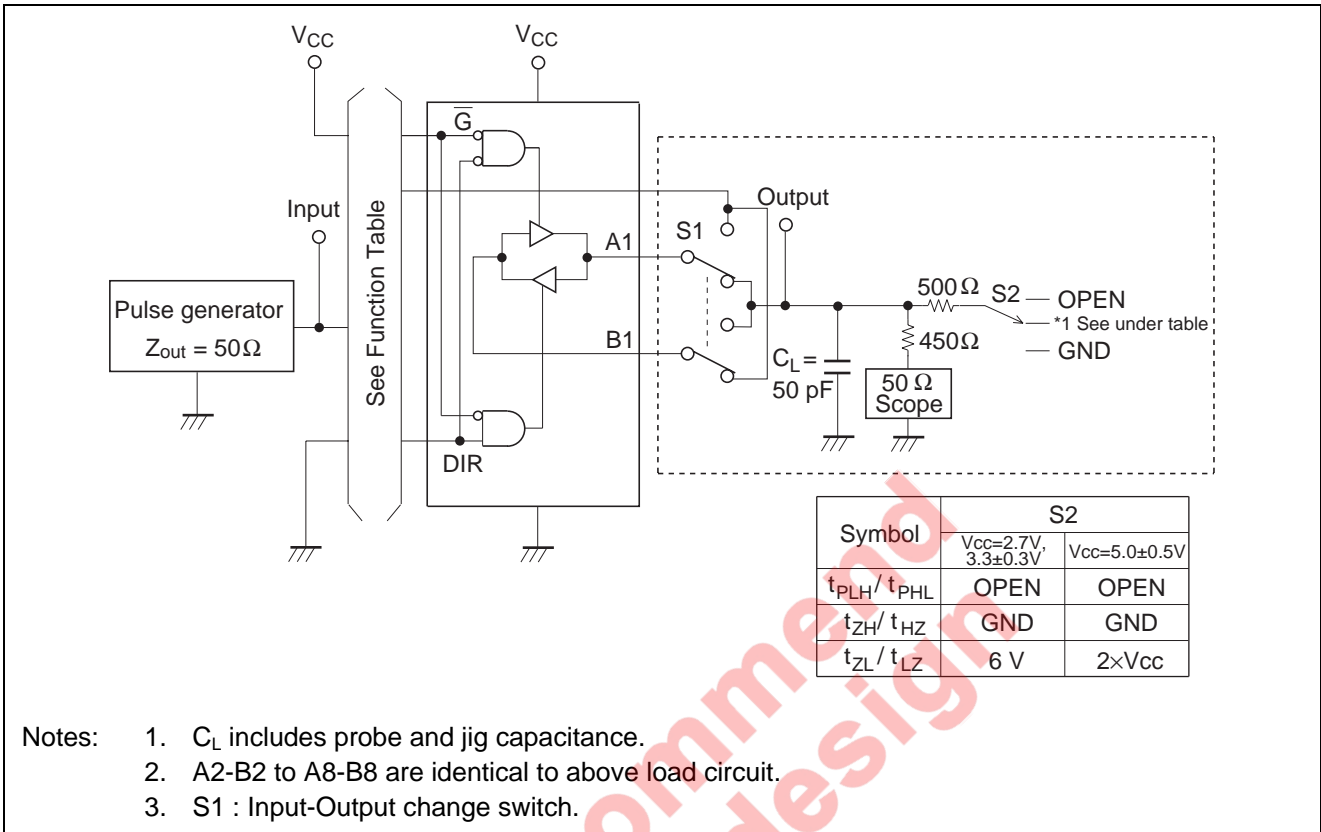 VCC
VCC
G
See Function Table
Input
Output
S1
A1
Pulse generator
Zout = 50Ω
500Ω
S2
OPEN
*1 See under table
450Ω
GND
B1
CL =
50 pF
50 Ω
Scope
DIR
Symbol
S2
Vcc=2.7V,
3.3±0.3V
Vcc=5.0±0.5V
tPLH / tPHL OPEN OPEN
tZH / tHZ GND GND
tZL / tLZ 6 V 2×Vcc
Notes: 1. CL includes probe and jig capacitance.
2. A2-B2 to A8-B8 are identical to above load circuit.
3. S1 : Input-Output change switch.
ommend
design